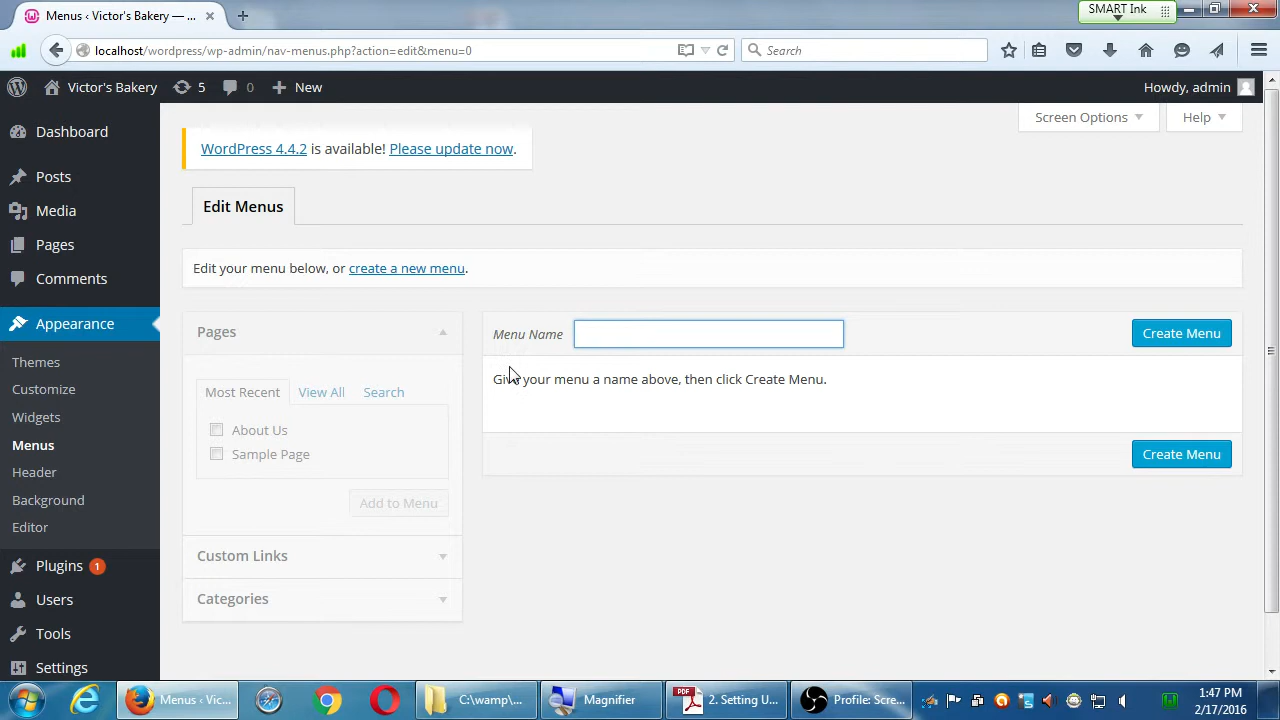 Menus ‹ Victor's Bakery — ...
SMART Ink
localhost/wordpress/wp-admin/nav-menus.php?action=edit&menu=0
Search
Victor's Bakery
5
0
New
Howdy, admin
Screen Options
Help
Dashboard
Posts
Media
Pages
Comments
Appearance
Themes
Customize
Widgets
Menus
Header
Background
Editor
Plugins 1
Users
Tools
Settings
WordPress 4.4.2 is available! Please update now.
Edit Menus
Edit your menu below, or create a new menu.
Pages
Most Recent
View All
Search
About Us
Sample Page
Add to Menu
Custom Links
Categories
Menu Name
Create Menu
Give your menu a name above, then click Create Menu.
Create Menu
Menus ‹ Vic...
C:\wamp\...
Magnifier
PDF
2. Setting U...
Profile: Scre...
1:47 PM
2/17/2016